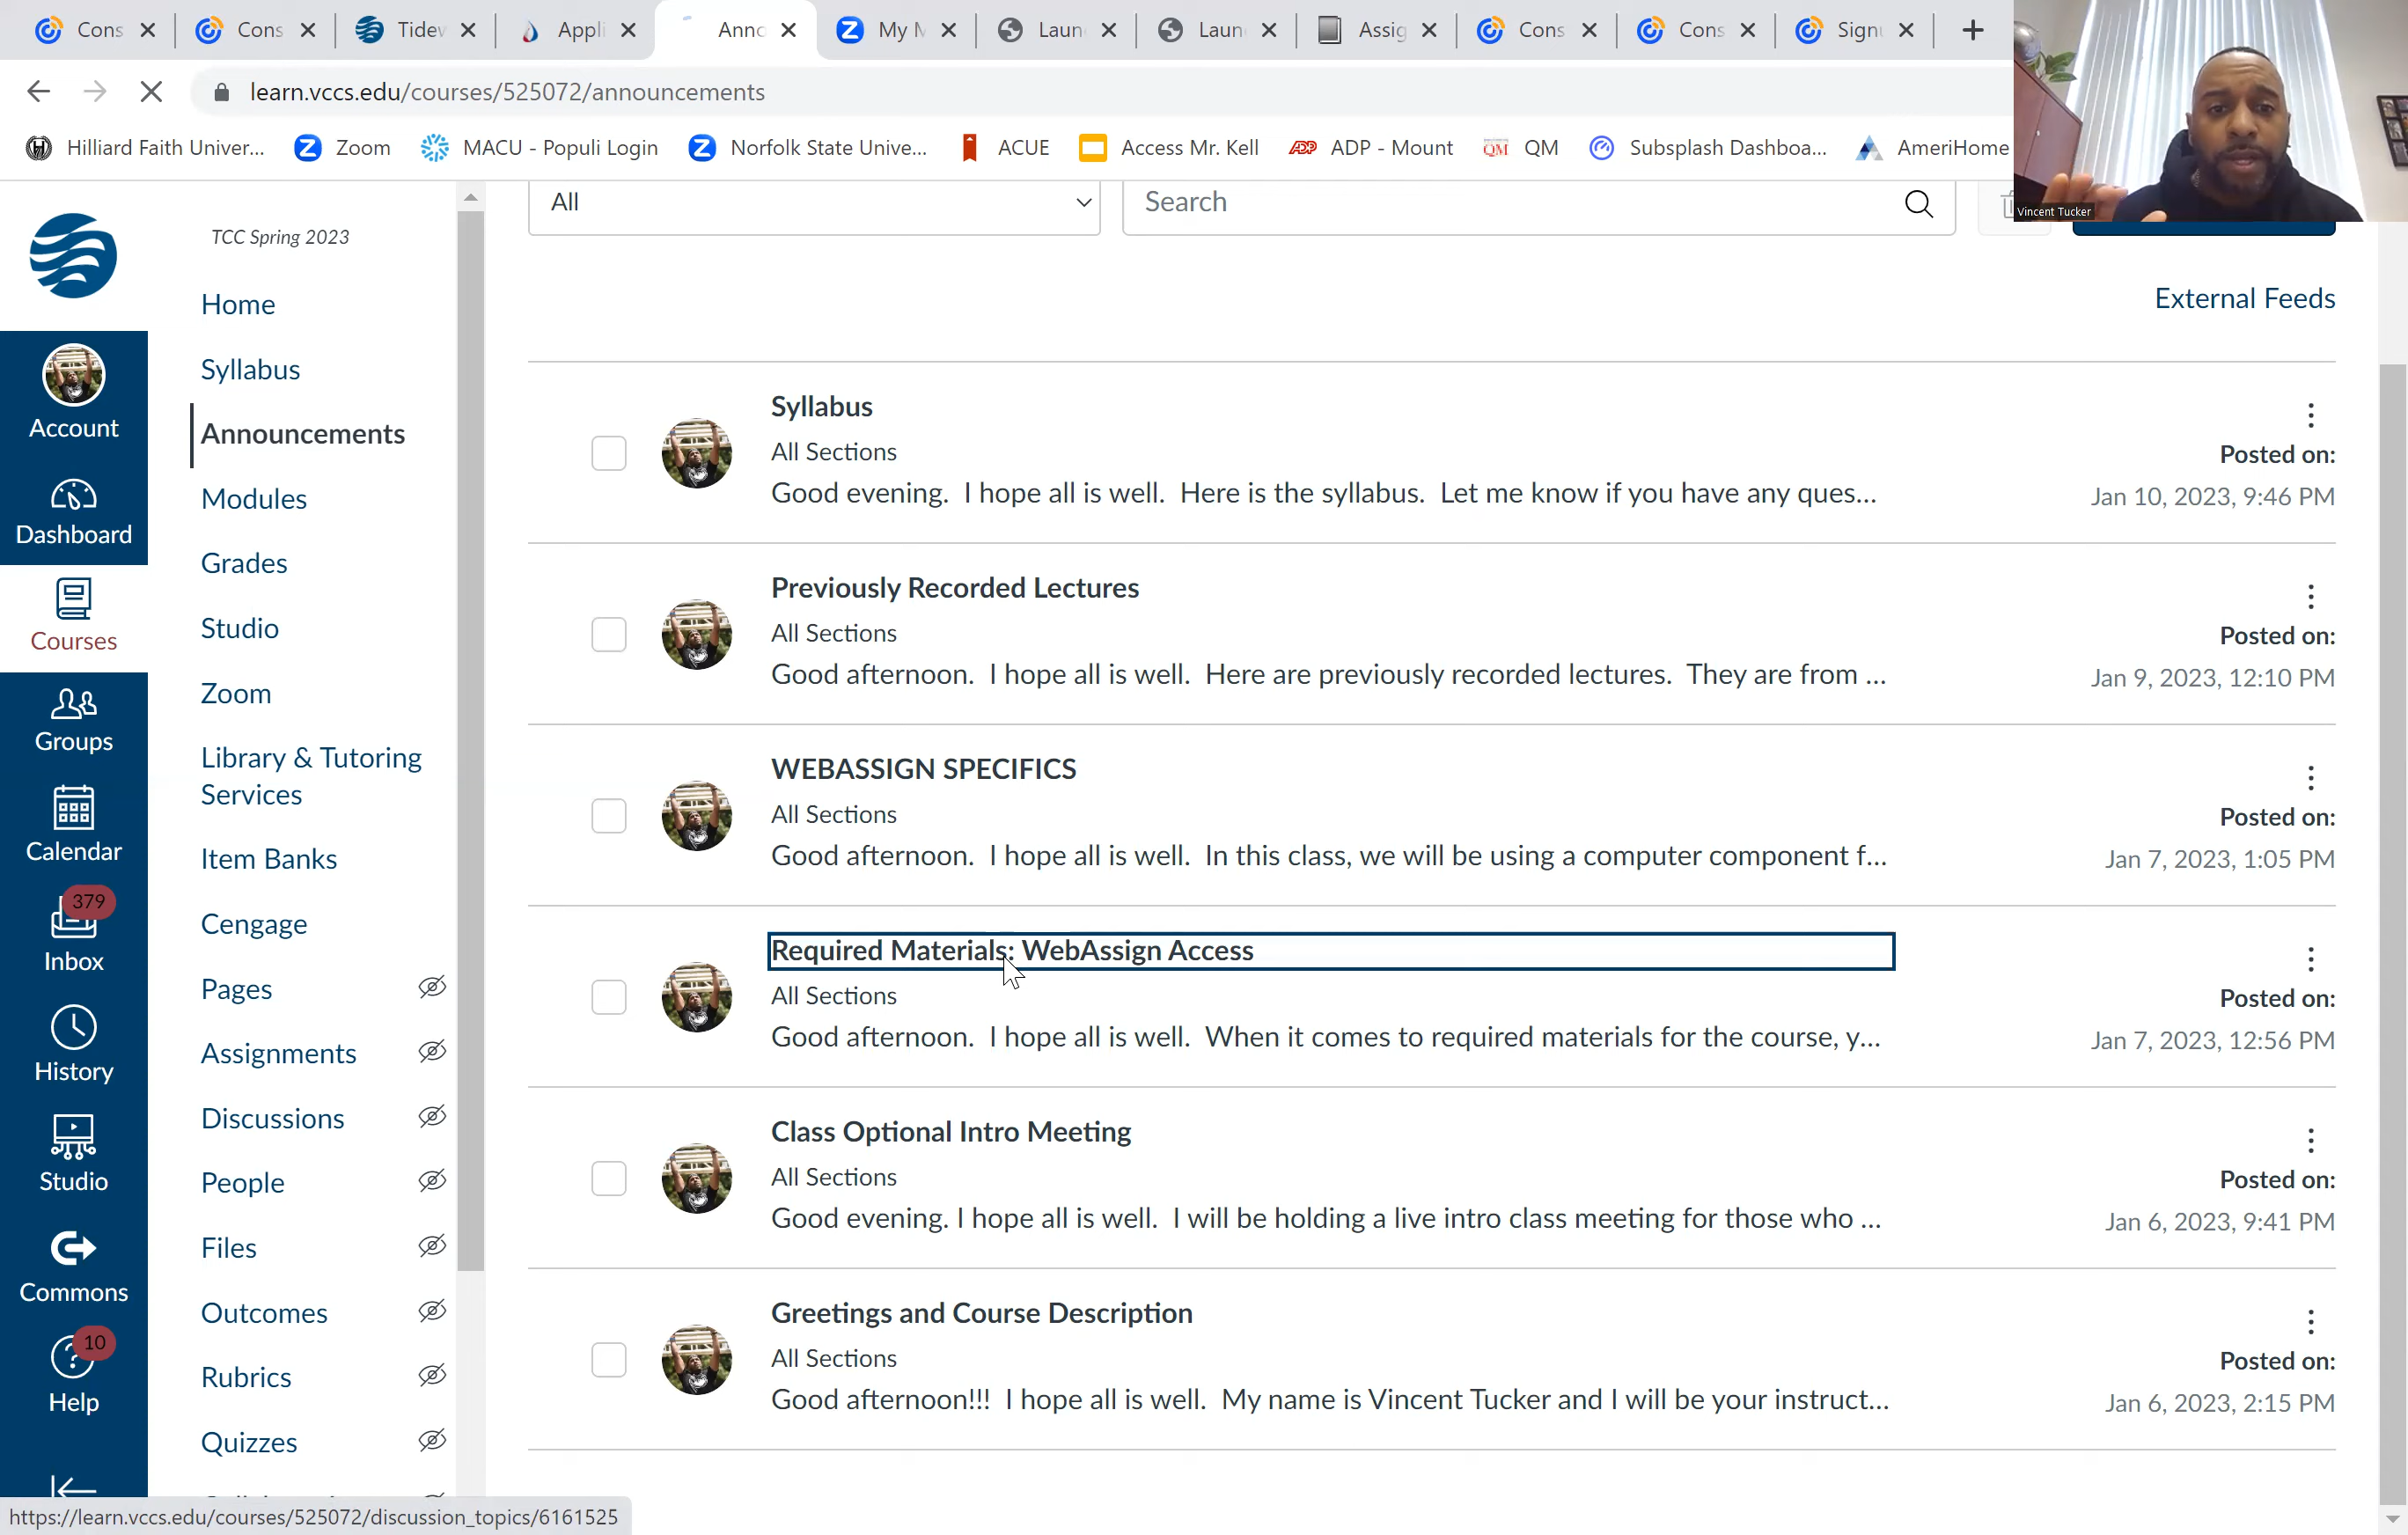 Cons
Cons
Tidew
Appli
Anno
My M
Laun
Laun
Assig
Cons
Cons
Sign
learn.vccs.edu/courses/525072/announcements
Hilliard Faith Univer...
Zoom
MACU - Populi Login
Norfolk State Unive...
ACUE
Access Mr. Kell
ADP - Mount
QM QM
Subsplash Dashboa...
AmeriHome
Vincent Tucker
Account
Dashboard
Courses
Groups
Calendar
379
Inbox
History
Studio
Commons
10
Help
TCC Spring 2023
Home
Syllabus
Announcements
Modules
Grades
Studio
Zoom
Library & Tutoring
Services
Item Banks
Cengage
Pages
Assignments
Discussions
People
Files
Outcomes
Rubrics
Quizzes
All
Search
External Feeds
Syllabus
All Sections
Posted on:
Good evening. I hope all is well. Here is the syllabus. Let me know if you have any ques...
Jan 10, 2023, 9:46 PM
Previously Recorded Lectures
All Sections
Posted on:
Good afternoon. I hope all is well. Here are previously recorded lectures. They are from ...
Jan 9, 2023, 12:10 PM
WEBASSIGN SPECIFICS
All Sections
Posted on:
Good afternoon. I hope all is well. In this class, we will be using a computer component f...
Jan 7, 2023, 1:05 PM
Required Materials: WebAssign Access
All Sections
Posted on:
Good afternoon. I hope all is well. When it comes to required materials for the course, y...
Jan 7, 2023, 12:56 PM
Class Optional Intro Meeting
All Sections
Posted on:
Good evening. I hope all is well. I will be holding a live intro class meeting for those who ...
Jan 6, 2023, 9:41 PM
Greetings and Course Description
All Sections
Posted on:
Good afternoon!!! I hope all is well. My name is Vincent Tucker and I will be your instruct...
Jan 6, 2023, 2:15 PM
https://learn.vccs.edu/courses/525072/discussion_topics/6161525